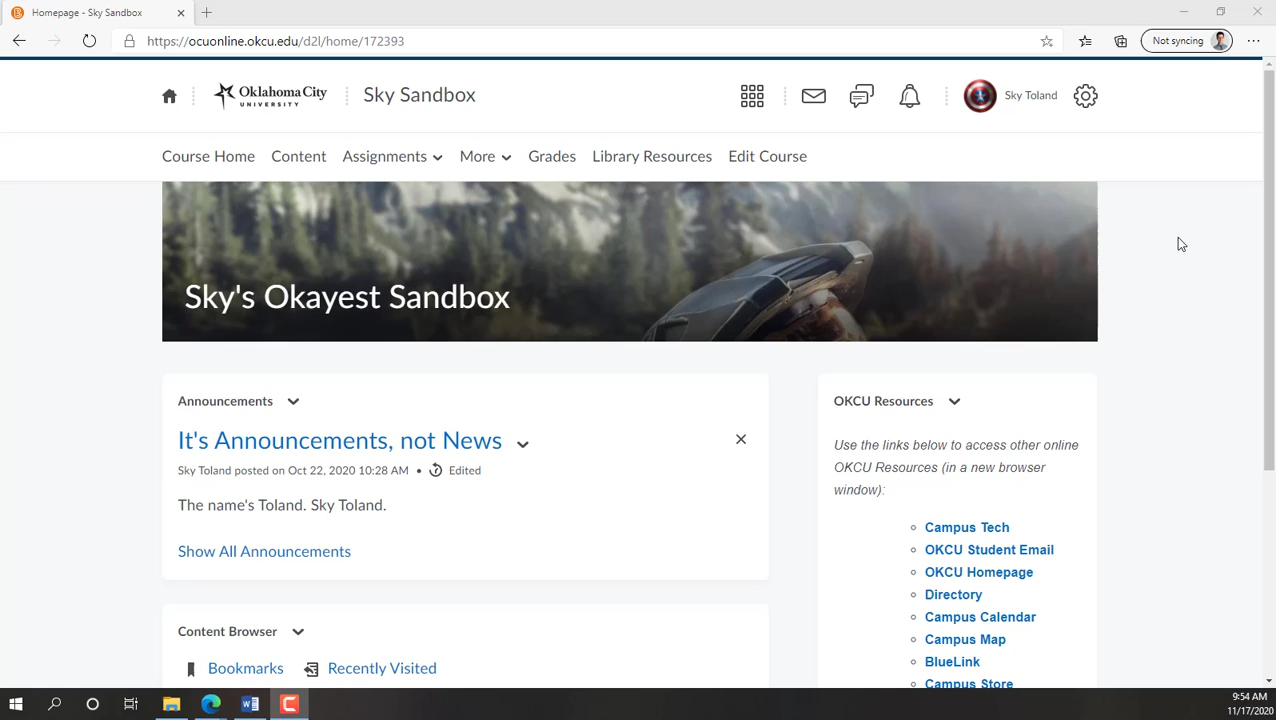 Homepage - Sky Sandbox
https://ocuonline.okcu.edu/d2l/home/172393
Not syncing
Oklahoma City
UNIVERSITY
Sky Sandbox
Sky Toland
Course Home
Content
Assignments
More
Grades
Library Resources
Edit Course
Sky's Okayest Sandbox
Announcements
It's Announcements, not News
Sky Toland posted on Oct 22, 2020 10:28 AM • Edited
The name's Toland. Sky Toland.
Show All Announcements
Content Browser
Bookmarks
Recently Visited
OKCU Resources
Use the links below to access other online
OKCU Resources (in a new browser
window):
Campus Tech
OKCU Student Email
OKCU Homepage
Directory
Campus Calendar
Campus Map
BlueLink
Campus Store
9:54 AM
11/17/2020